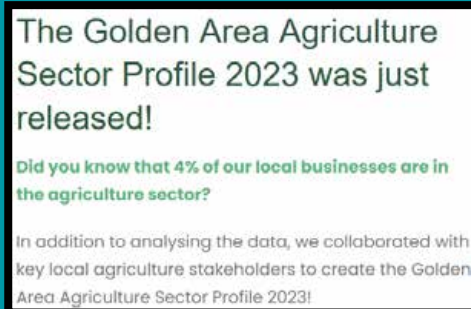 The Golden Area Agriculture
Sector Profile 2023 was just
released!
Did you know that 4% of our local businesses are in
the agriculture sector?
In addition to analysing the data, we collaborated with
key local agriculture stakeholders to create the Golden
Area Agriculture Sector Profile 2023!